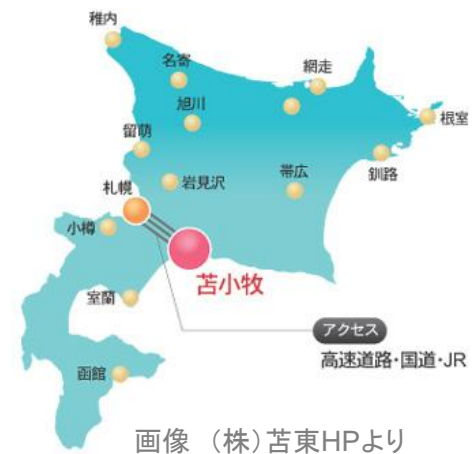 稚内
名寄
網走
旭川
根室
留萌
釧路
岩見沢
帯広
札幌
小樽
苫小牧
室蘭
アクセス
高速道路・国道・JR
函館
画像 (株)苫東HPより